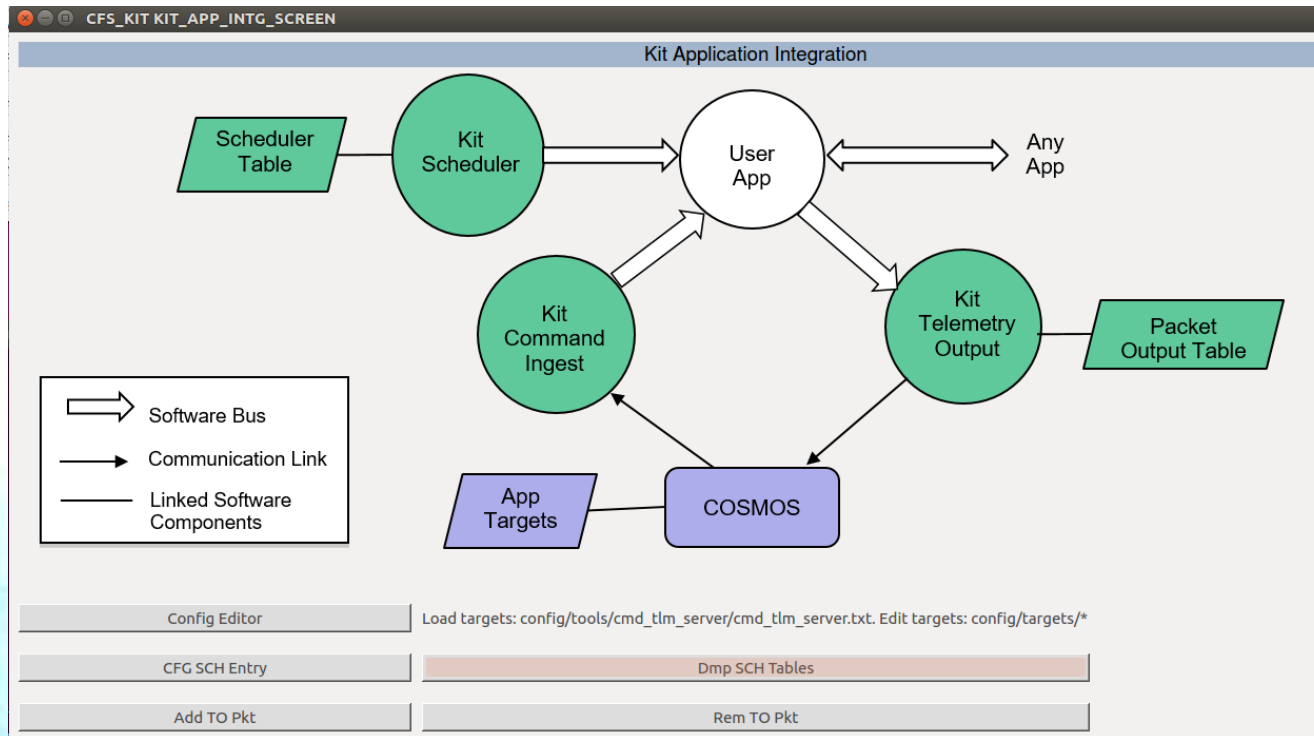 CFS_KIT KIT_APP_INTG_SCREEN
Kit Application Integration
Scheduler
Table
Kit
Scheduler
User
App
Any
App
Kit
Command
Ingest
Kit
Telemetry
Output
Packet
Output Table
Software Bus
Communication Link
Linked Software
Components
App
Targets
COSMOS
Config Editor
Load targets: config/tools/cmd_tlm_server/cmd_tlm_server.txt. Edit targets: config/targets/*
CFG SCH Entry
Dmp SCH Tables
Add TO Pkt
Rem TO Pkt